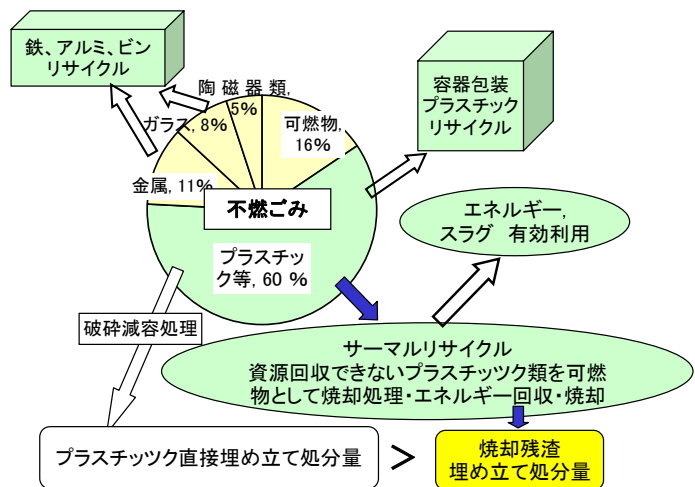 鉄、アルミ、ビン
リサイクル
陶 磁 器 類,
5%
ガラス, 8%
可燃物,
16%
金属, 11%
不燃ごみ
プラスチッ
ク等, 60 %
容器包装
プラスチック
リサイクル
エネルギー,
スラグ 有効利用
破砕減容処理
サーマルリサイクル
資源回収できないプラスチツク類を可燃
物として焼却処理・エネルギー回収・焼却
プラスチツク直接埋め立て処分量
>
焼却残渣
埋め立て処分量